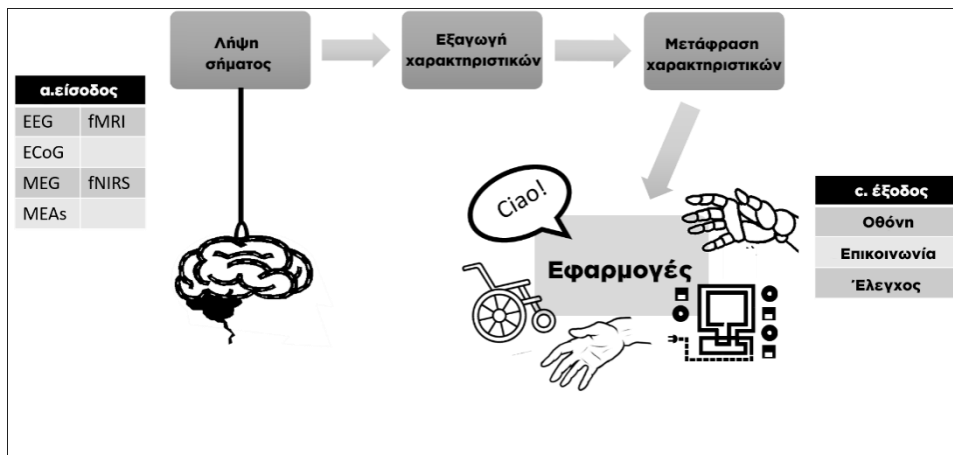 Λήψη
σήματος
Εξαγωγή
χαρακτηριστικών
Μετάφραση
χαρακτηριστικών
α.είσοδος
EEG fMRI
ECoG
MEG fNIRS
MEAs
Ciao!
Εφαρμογές
c. έξοδος
Οθόνη
Επικοινωνία
Έλεγχος